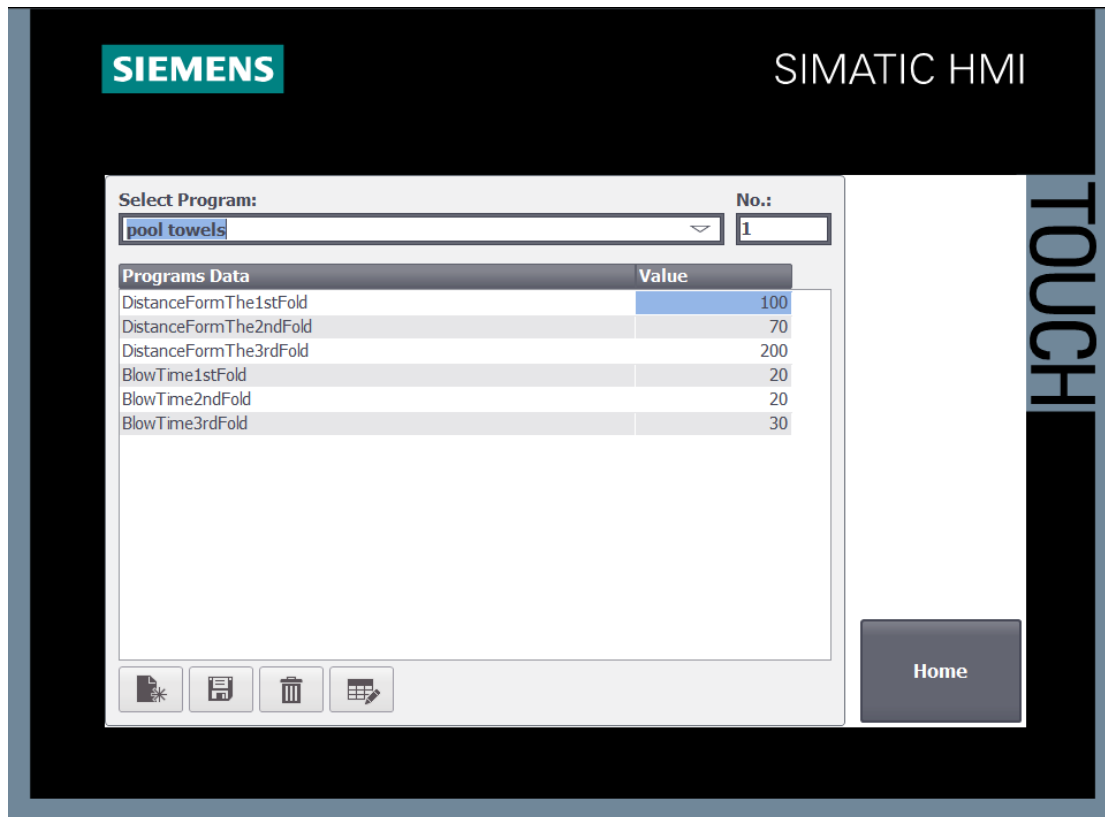 SIEMENS
SIMATIC HMI
TOUCH
Select Program:
No.:
pool towels
1
Programs Data
Value
DistanceFormThe1stFold
100
DistanceFormThe2ndFold
70
DistanceFormThe3rdFold
200
BlowTime1stFold
20
BlowTime2ndFold
20
BlowTime3rdFold
30
Home